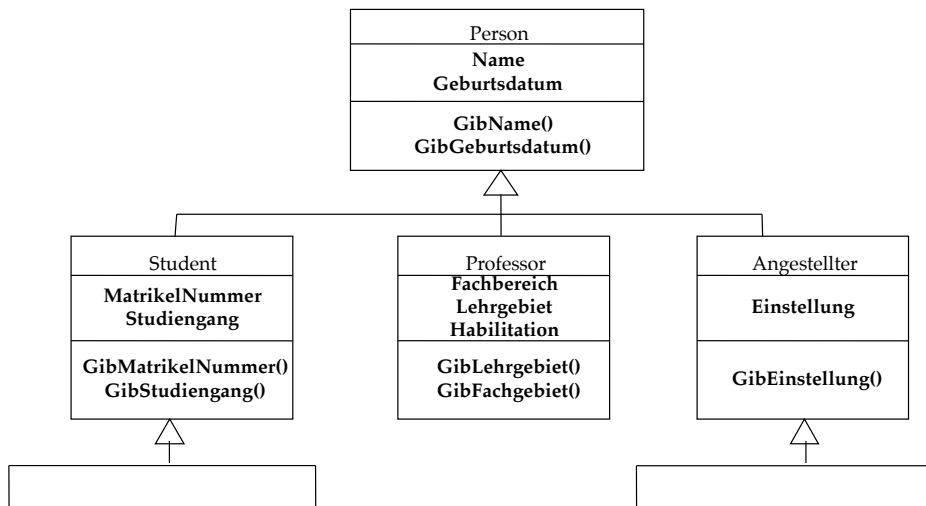 Person
Name
Geburtsdatum
GibName()
GibGeburtsdatum()
Student
MatrikelNummer
Studiengang
GibMatrikelNummer()
GibStudiengang()
Professor
Fachbereich
Lehrgebiet
Habilitation
GibLehrgebiet()
GibFachgebiet()
Angestellter
Einstellung
GibEinstellung()